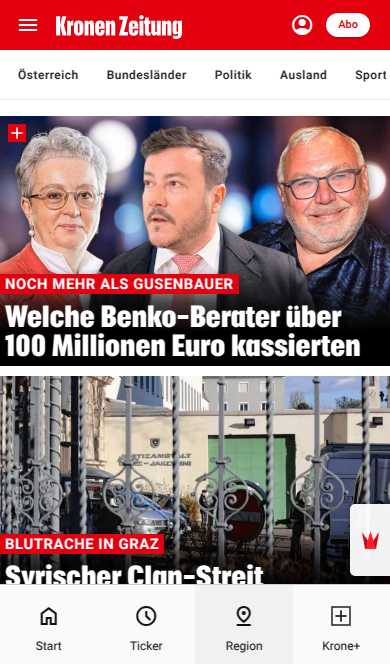 Kronen Zeitung
Abo
Österreich Bundesländer Politik Ausland Sport
NOCH MEHR ALS GUSENBAUER
Welche Benko-Berater über
100 Millionen Euro kassierten
BLUTRACHE IN GRAZ
Syrischer Clan-Streit
Start Ticker Region Krone+